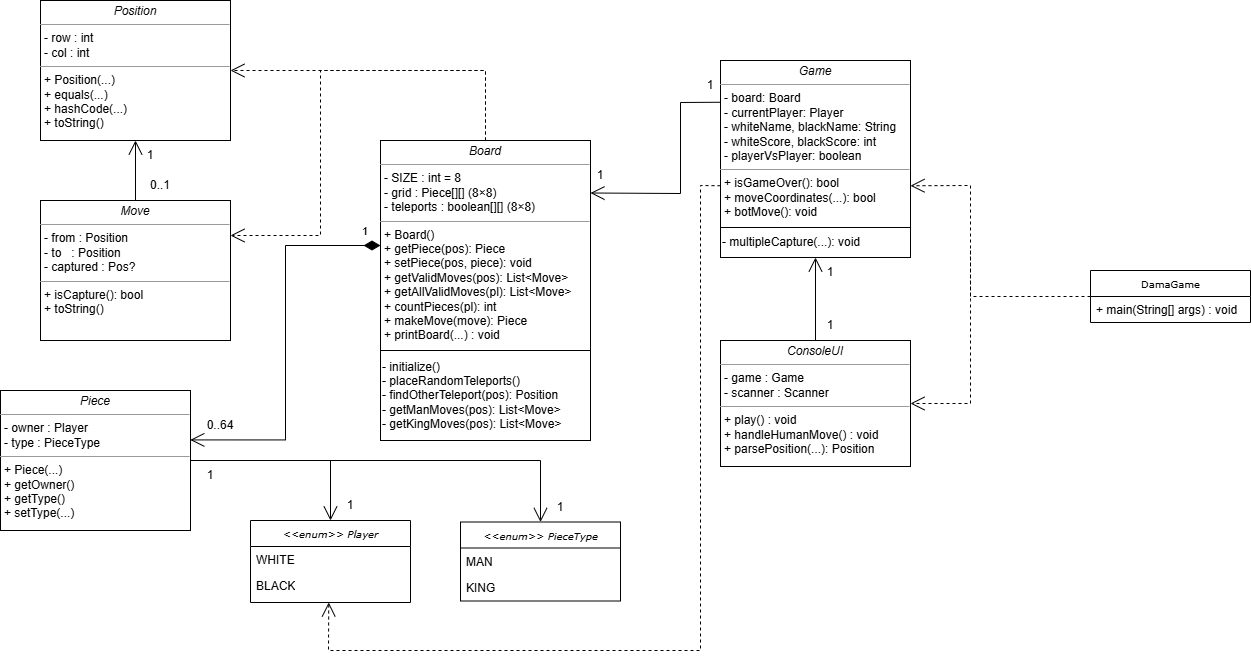 Position
- row : int
- col : int
+ Position(...)
+ equals(...)
+ hashCode(...)
+ toString()
1
0..1
Move
- from : Position
- to : Position
- captured : Pos?
+ isCapture(): bool
+ toString()
Board
- SIZE : int = 8
- grid : Piece[][] (8×8)
- teleports : boolean[][] (8×8)
+ Board()
+ getPiece(pos): Piece
+ setPiece(pos, piece): void
+ getValidMoves(pos): List<Move>
+ getAllValidMoves(pl): List<Move>
+ countPieces(pl): int
+ makeMove(move): Piece
+ printBoard(...) : void
- initialize()
- placeRandomTeleports()
- findOtherTeleport(pos): Position
- getManMoves(pos): List<Move>
- getKingMoves(pos): List<Move>
1
1
1
Game
- board: Board
- currentPlayer: Player
- whiteName, blackName: String
- whiteScore, blackScore: int
- playerVsPlayer: boolean
+ isGameOver(): bool
+ moveCoordinates(...): bool
+ botMove(): void
- multipleCapture(...): void
1
1
ConsoleUI
- game : Game
- scanner : Scanner
+ play() : void
+ handleHumanMove() : void
+ parsePosition(...): Position
DamaGame
+ main(String[] args) : void
Piece
- owner : Player
- type : PieceType
+ Piece(...)
+ getOwner()
+ getType()
+ setType(...)
0..64
1
1
1
<<enum>> Player
WHITE
BLACK
<<enum>> PieceType
MAN
KING